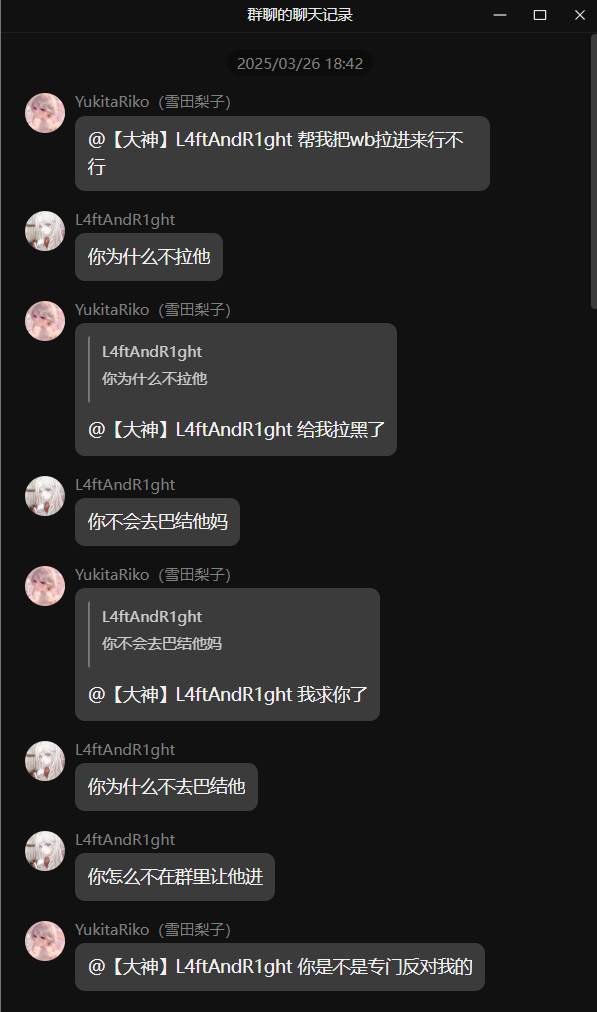 群聊的聊天记录
2025/03/26 18:42
YukitaRiko（雪田梨子）
@【大神】L4ftAndR1ght 帮我把wb拉进来行不
行
L4ftAndR1ght
你为什么不拉他
YukitaRiko（雪田梨子）
L4ftAndR1ght
你为什么不拉他
@【大神】L4ftAndR1ght 给我拉黑了
L4ftAndR1ght
你不会去巴结他妈
YukitaRiko（雪田梨子）
L4ftAndR1ght
你不会去巴结他妈
@【大神】L4ftAndR1ght 我求你了
L4ftAndR1ght
你为什么不去巴结他
L4ftAndR1ght
你怎么不在群里让他进
YukitaRiko（雪田梨子）
@【大神】L4ftAndR1ght 你是不是专门反对我的